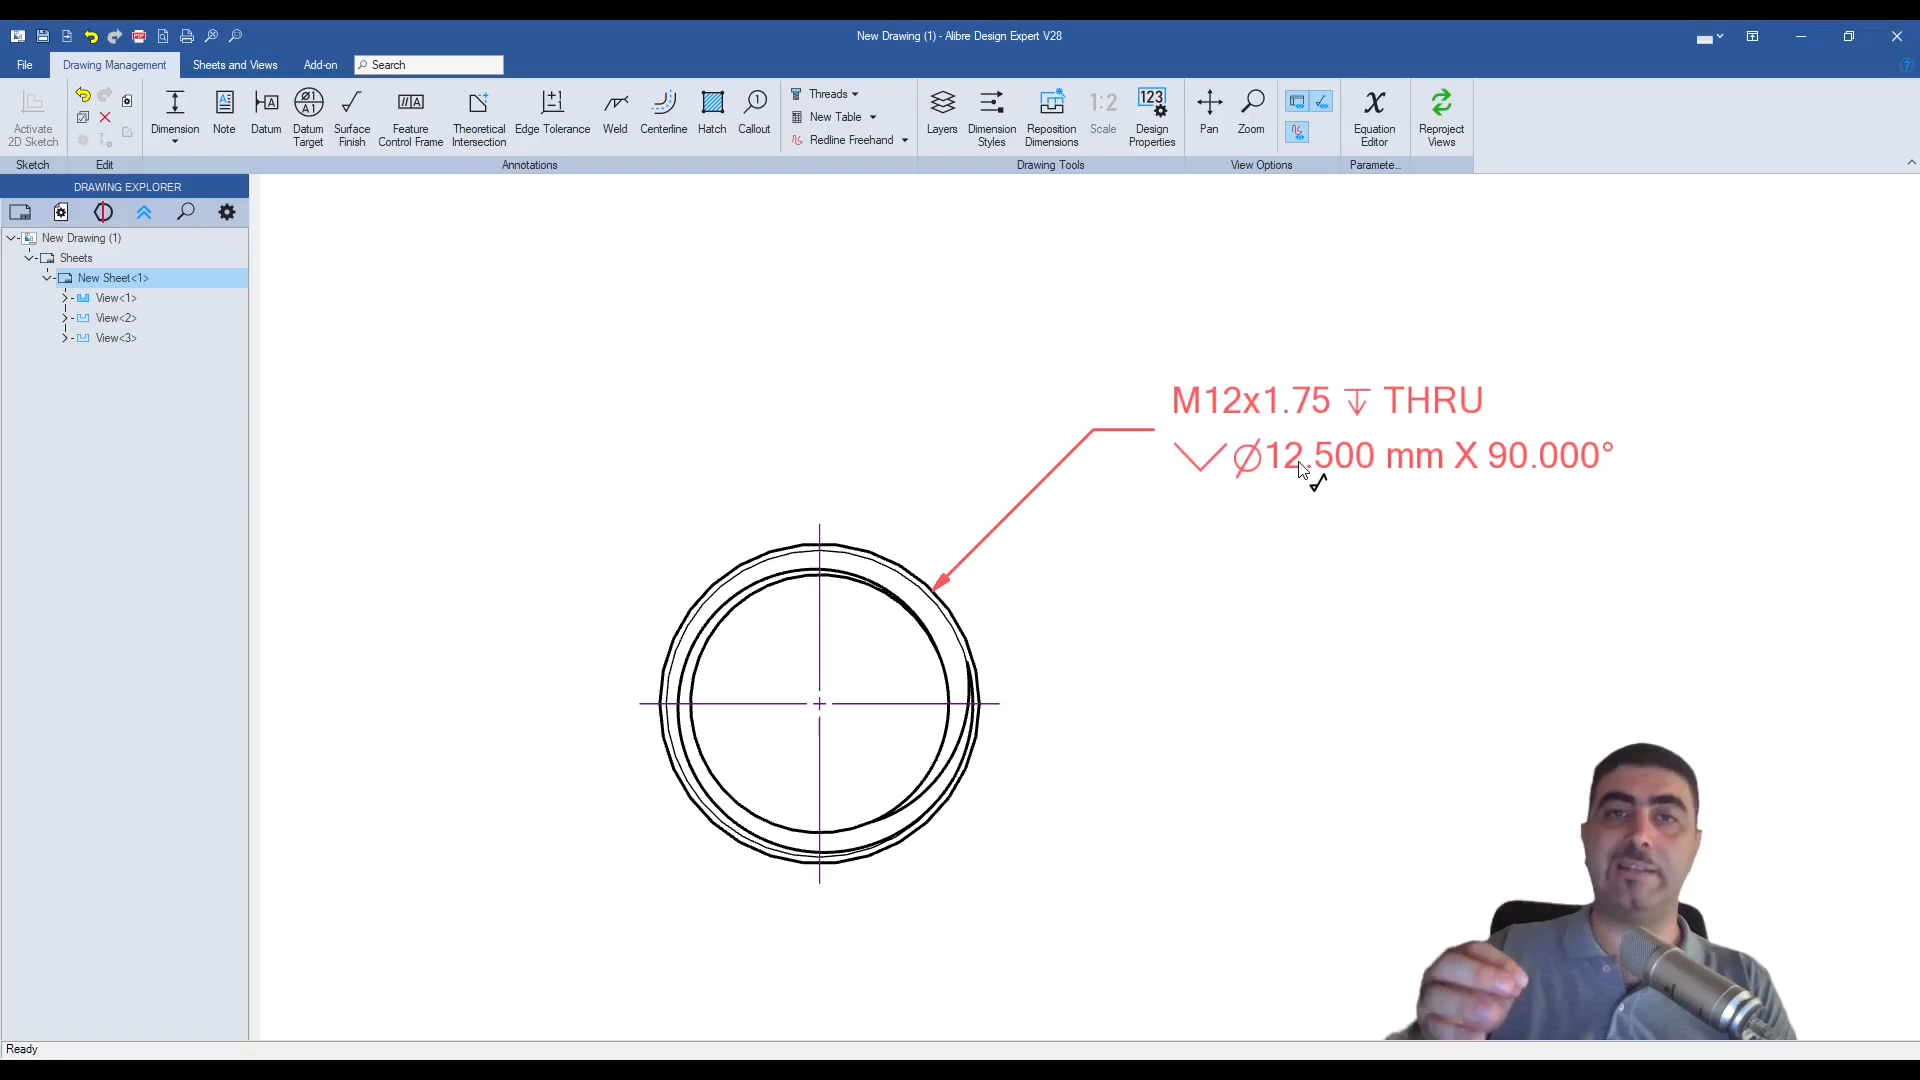 New Drawing (1) - Alibre Design Expert V28
File
Drawing Management
Sheets and Views
Add-on
Search
Activate
2D Sketch
Dimension
Note
Datum
Datum
Target
Surface
Finish
Feature
Control Frame
Theoretical
Intersection
Edge Tolerance
Weld
Centerline
Hatch
Callout
Threads
New Table
Redline Freehand
Layers
Dimension
Styles
Reposition
Dimensions
1:2
Scale
123
Design
Properties
Pan
Zoom
Equation
Editor
Reproject
Views
Sketch
Edit
Annotations
Drawing Tools
View Options
Paramete...
DRAWING EXPLORER
New Drawing (1)
Sheets
New Sheet<1>
View<1>
View<2>
View<3>
M12x1.75 ↧ THRU
⌵⌀12.500 mm X 90.000°
Ready